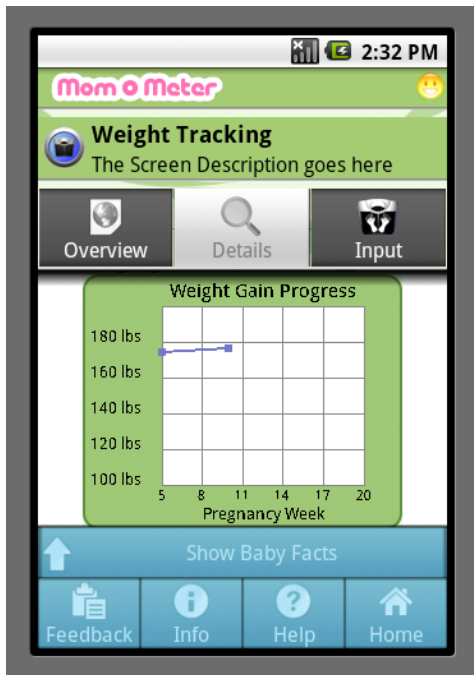 2:32 PM
Mom O Meter
Weight Tracking
The Screen Description goes here
Overview
Details
Input
Weight Gain Progress
180 lbs
160 lbs
140 lbs
120 lbs
100 lbs
5 8 11 14 17 20
Pregnancy Week
Show Baby Facts
Feedback
Info
Help
Home